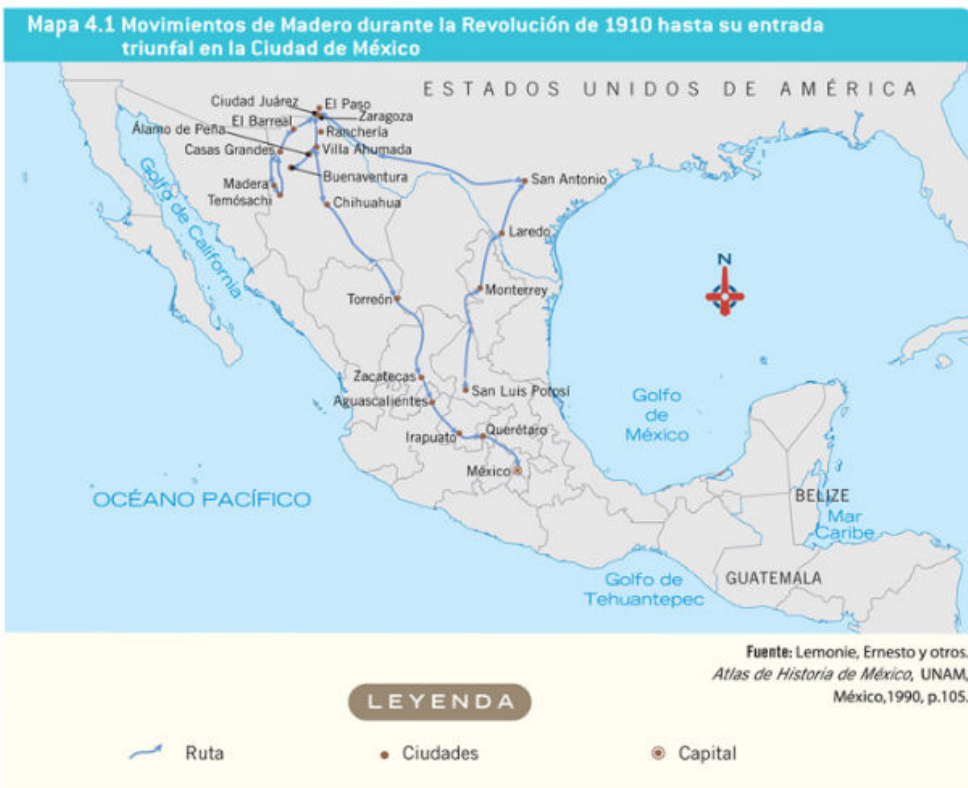 Mapa 4.1 Movimientos de Madero durante la Revolución de 1910 hasta su entrada
triunfal en la Ciudad de México
ESTADOS UNIDOS DE AMÉRICA
Ciudad Juárez
El Paso
Zaragoza
El Barreal
Ranchería
Álamo de Peña
Casas Grandes
Villa Ahumada
Buenaventura
Madera
Temósachi
Chihuahua
San Antonio
Laredo
Golfo de California
Torreón
Monterrey
N
Zacatecas
San Luis Potosí
Aguascalientes
Golfo
de
México
Irapuato
Querétaro
México
OCÉANO PACÍFICO
BELIZE
Mar
Caribe
Golfo de
Tehuantepec
GUATEMALA
Fuente: Lemonie, Ernesto y otros.
Atlas de Historia de México, UNAM,
México,1990, p.105.
LEYENDA
Ruta
Ciudades
Capital